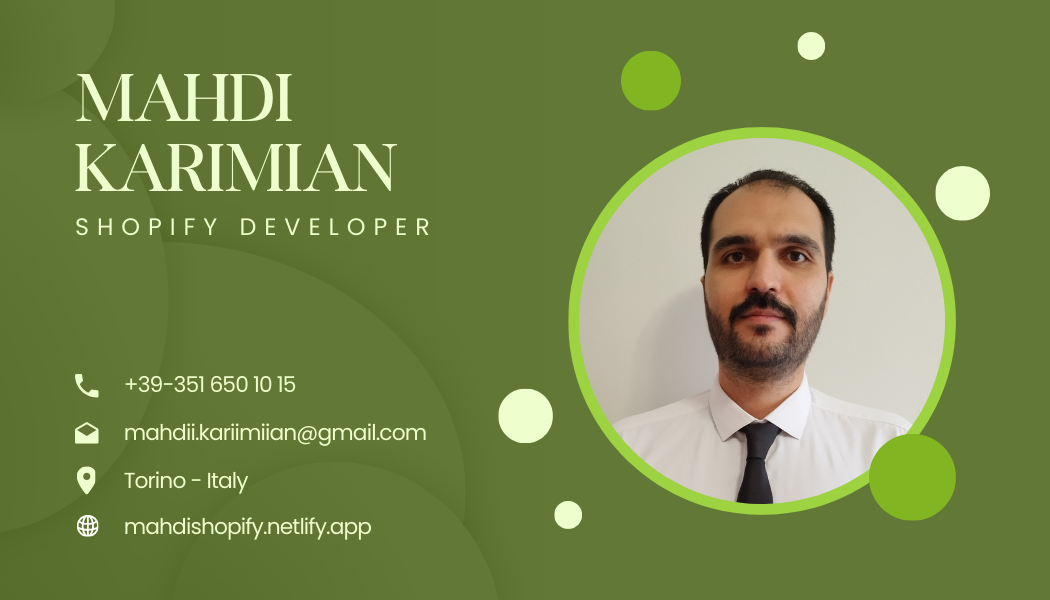 MAHDI
KARIMIAN
SHOPIFY DEVELOPER
+39-351 650 10 15
mahdii.kariimiian@gmail.com
Torino - Italy
mahdishopify.netlify.app